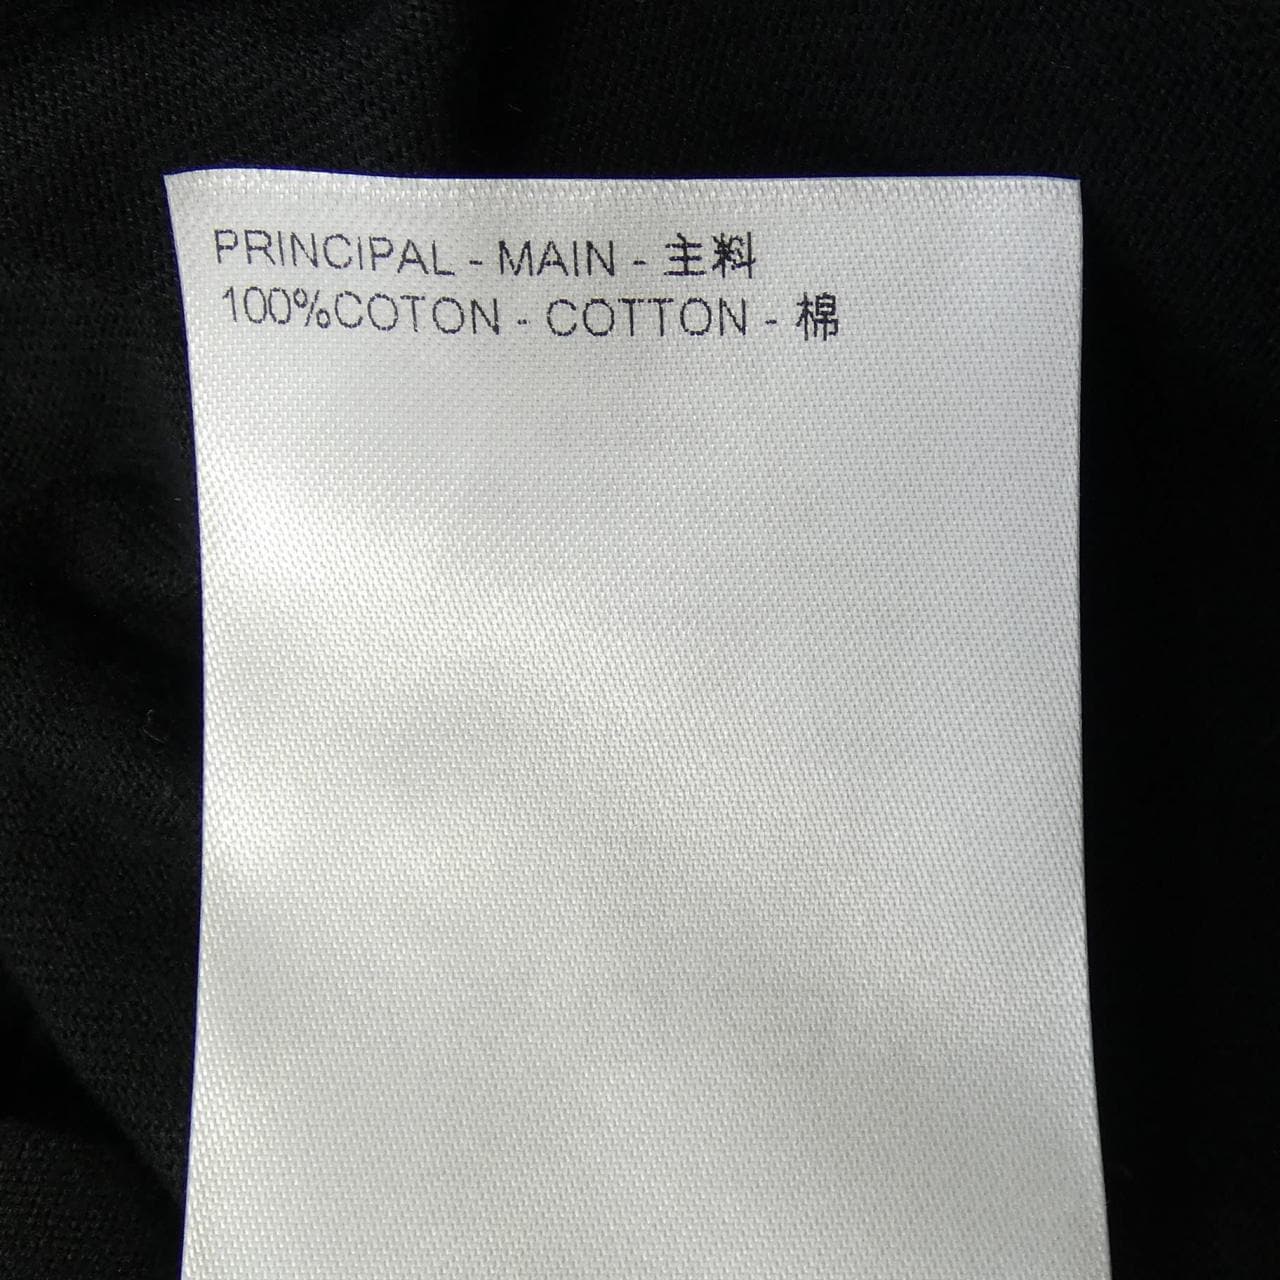 PRINCIPAL - MAIN - 主料
100%COTON - COTTON - 棉